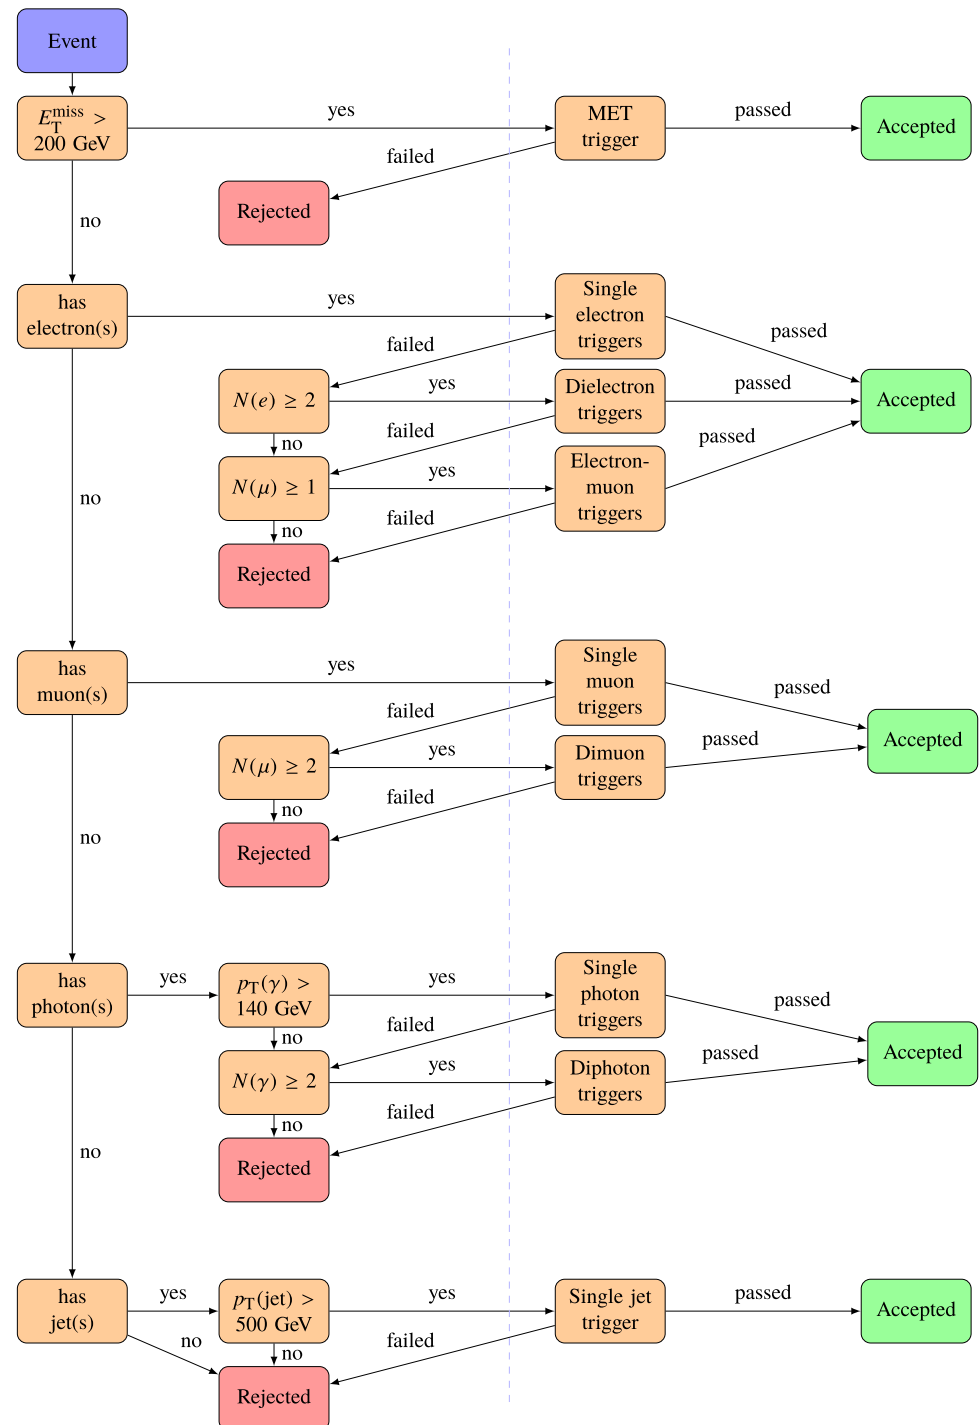 Event
E_T^miss >
200 GeV
yes
MET
trigger
passed
Accepted
failed
Rejected
no
has
electron(s)
yes
Single
electron
triggers
passed
failed
N(e) ≥ 2
yes
Dielectron
triggers
passed
Accepted
no
failed
N(μ) ≥ 1
yes
Electron-
muon
triggers
passed
no
failed
Rejected
no
has
muon(s)
yes
Single
muon
triggers
passed
failed
N(μ) ≥ 2
yes
Dimuon
triggers
passed
Accepted
no
failed
Rejected
no
has
photon(s)
yes
p_T(γ) >
140 GeV
yes
Single
photon
triggers
passed
no
failed
N(γ) ≥ 2
yes
Diphoton
triggers
passed
Accepted
no
failed
Rejected
no
has
jet(s)
yes
p_T(jet) >
500 GeV
yes
Single jet
trigger
passed
Accepted
no
no
failed
Rejected